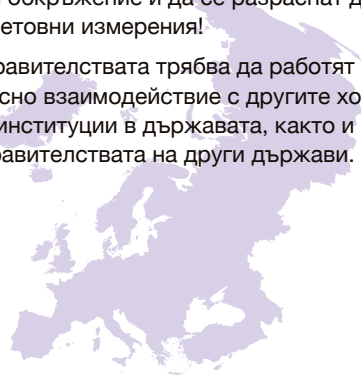 обкръжение и да се разраснат д
етовни измерения!
равителствата трябва да работят
сно взаимодействие с другите хо
институции в държавата, както и
равителствата на други държави.